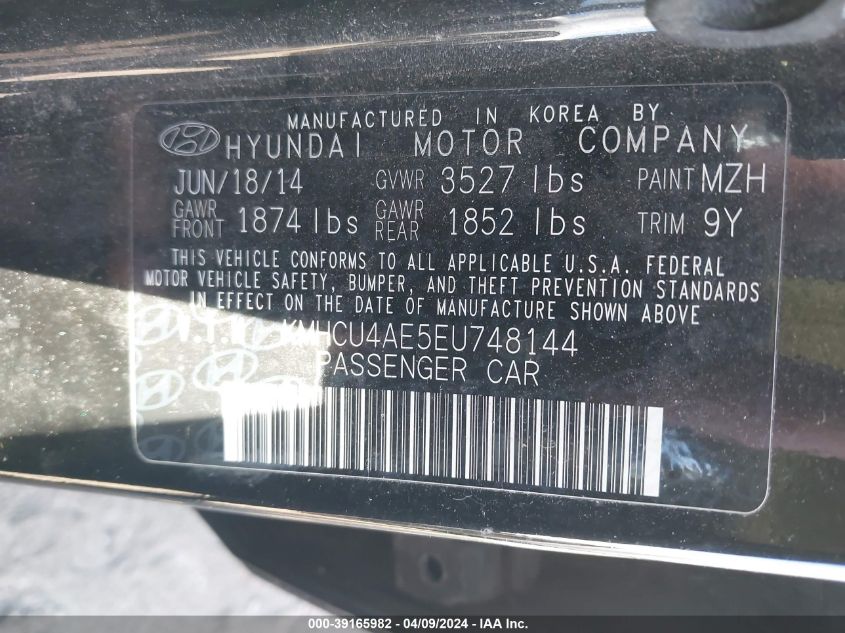 MANUFACTURED IN KOREA BY
HYUNDAI MOTOR COMPANY
JUN/18/14 GVWR 3527 lbs PAINT MZH
GAWR FRONT 1874 lbs GAWR REAR 1852 lbs TRIM 9Y
THIS VEHICLE CONFORMS TO ALL APPLICABLE U.S.A. FEDERAL
MOTOR VEHICLE SAFETY, BUMPER, AND THEFT PREVENTION STANDARDS
IN EFFECT ON THE DATE OF MANUFACTURE SHOWN ABOVE
KMHCU4AE5EU748144
PASSENGER CAR
000-39165982 - 04/09/2024 - IAA Inc.